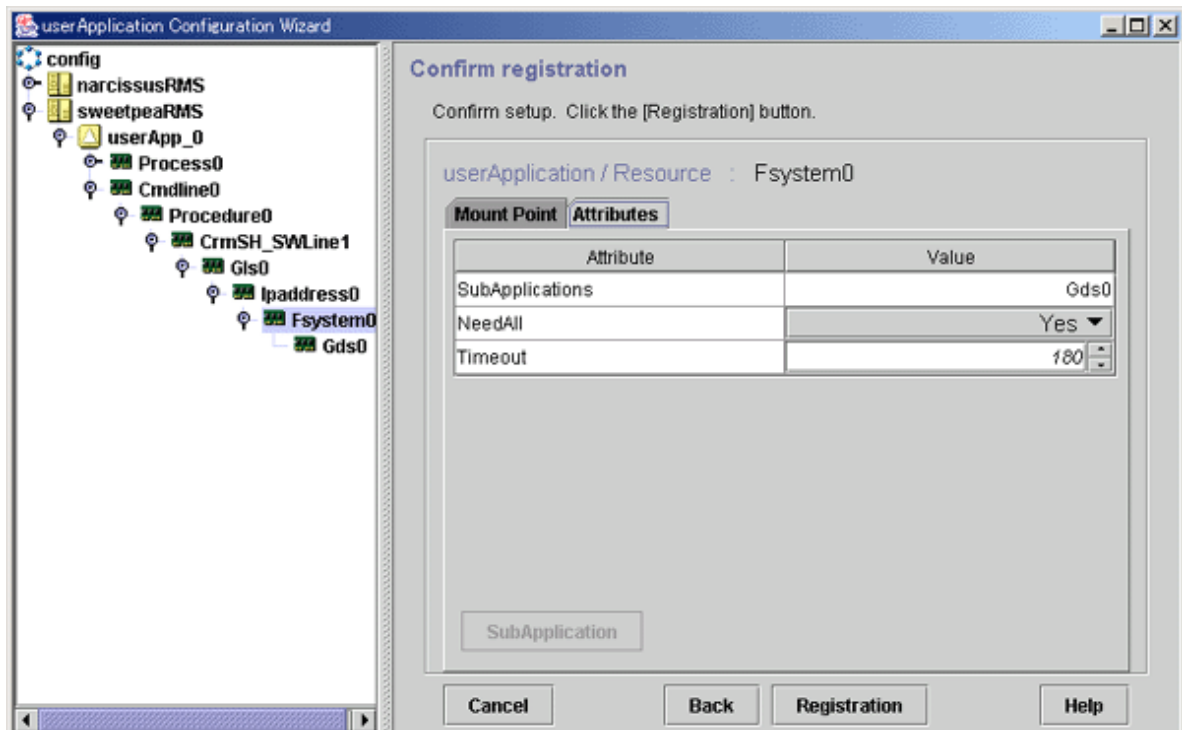 userApplication Configuration Wizard
config
narcissusRMS
sweetpeaRMS
userApp_0
Process0
Cmdline0
Procedure0
CrmSH_SWLine1
Gls0
Ipaddress0
Fsystem0
Gds0
Confirm registration
Confirm setup. Click the [Registration] button.
userApplication / Resource : Fsystem0
Mount Point Attributes
Attribute Value
SubApplications Gds0
NeedAll Yes
Timeout 180
SubApplication
Cancel Back Registration Help